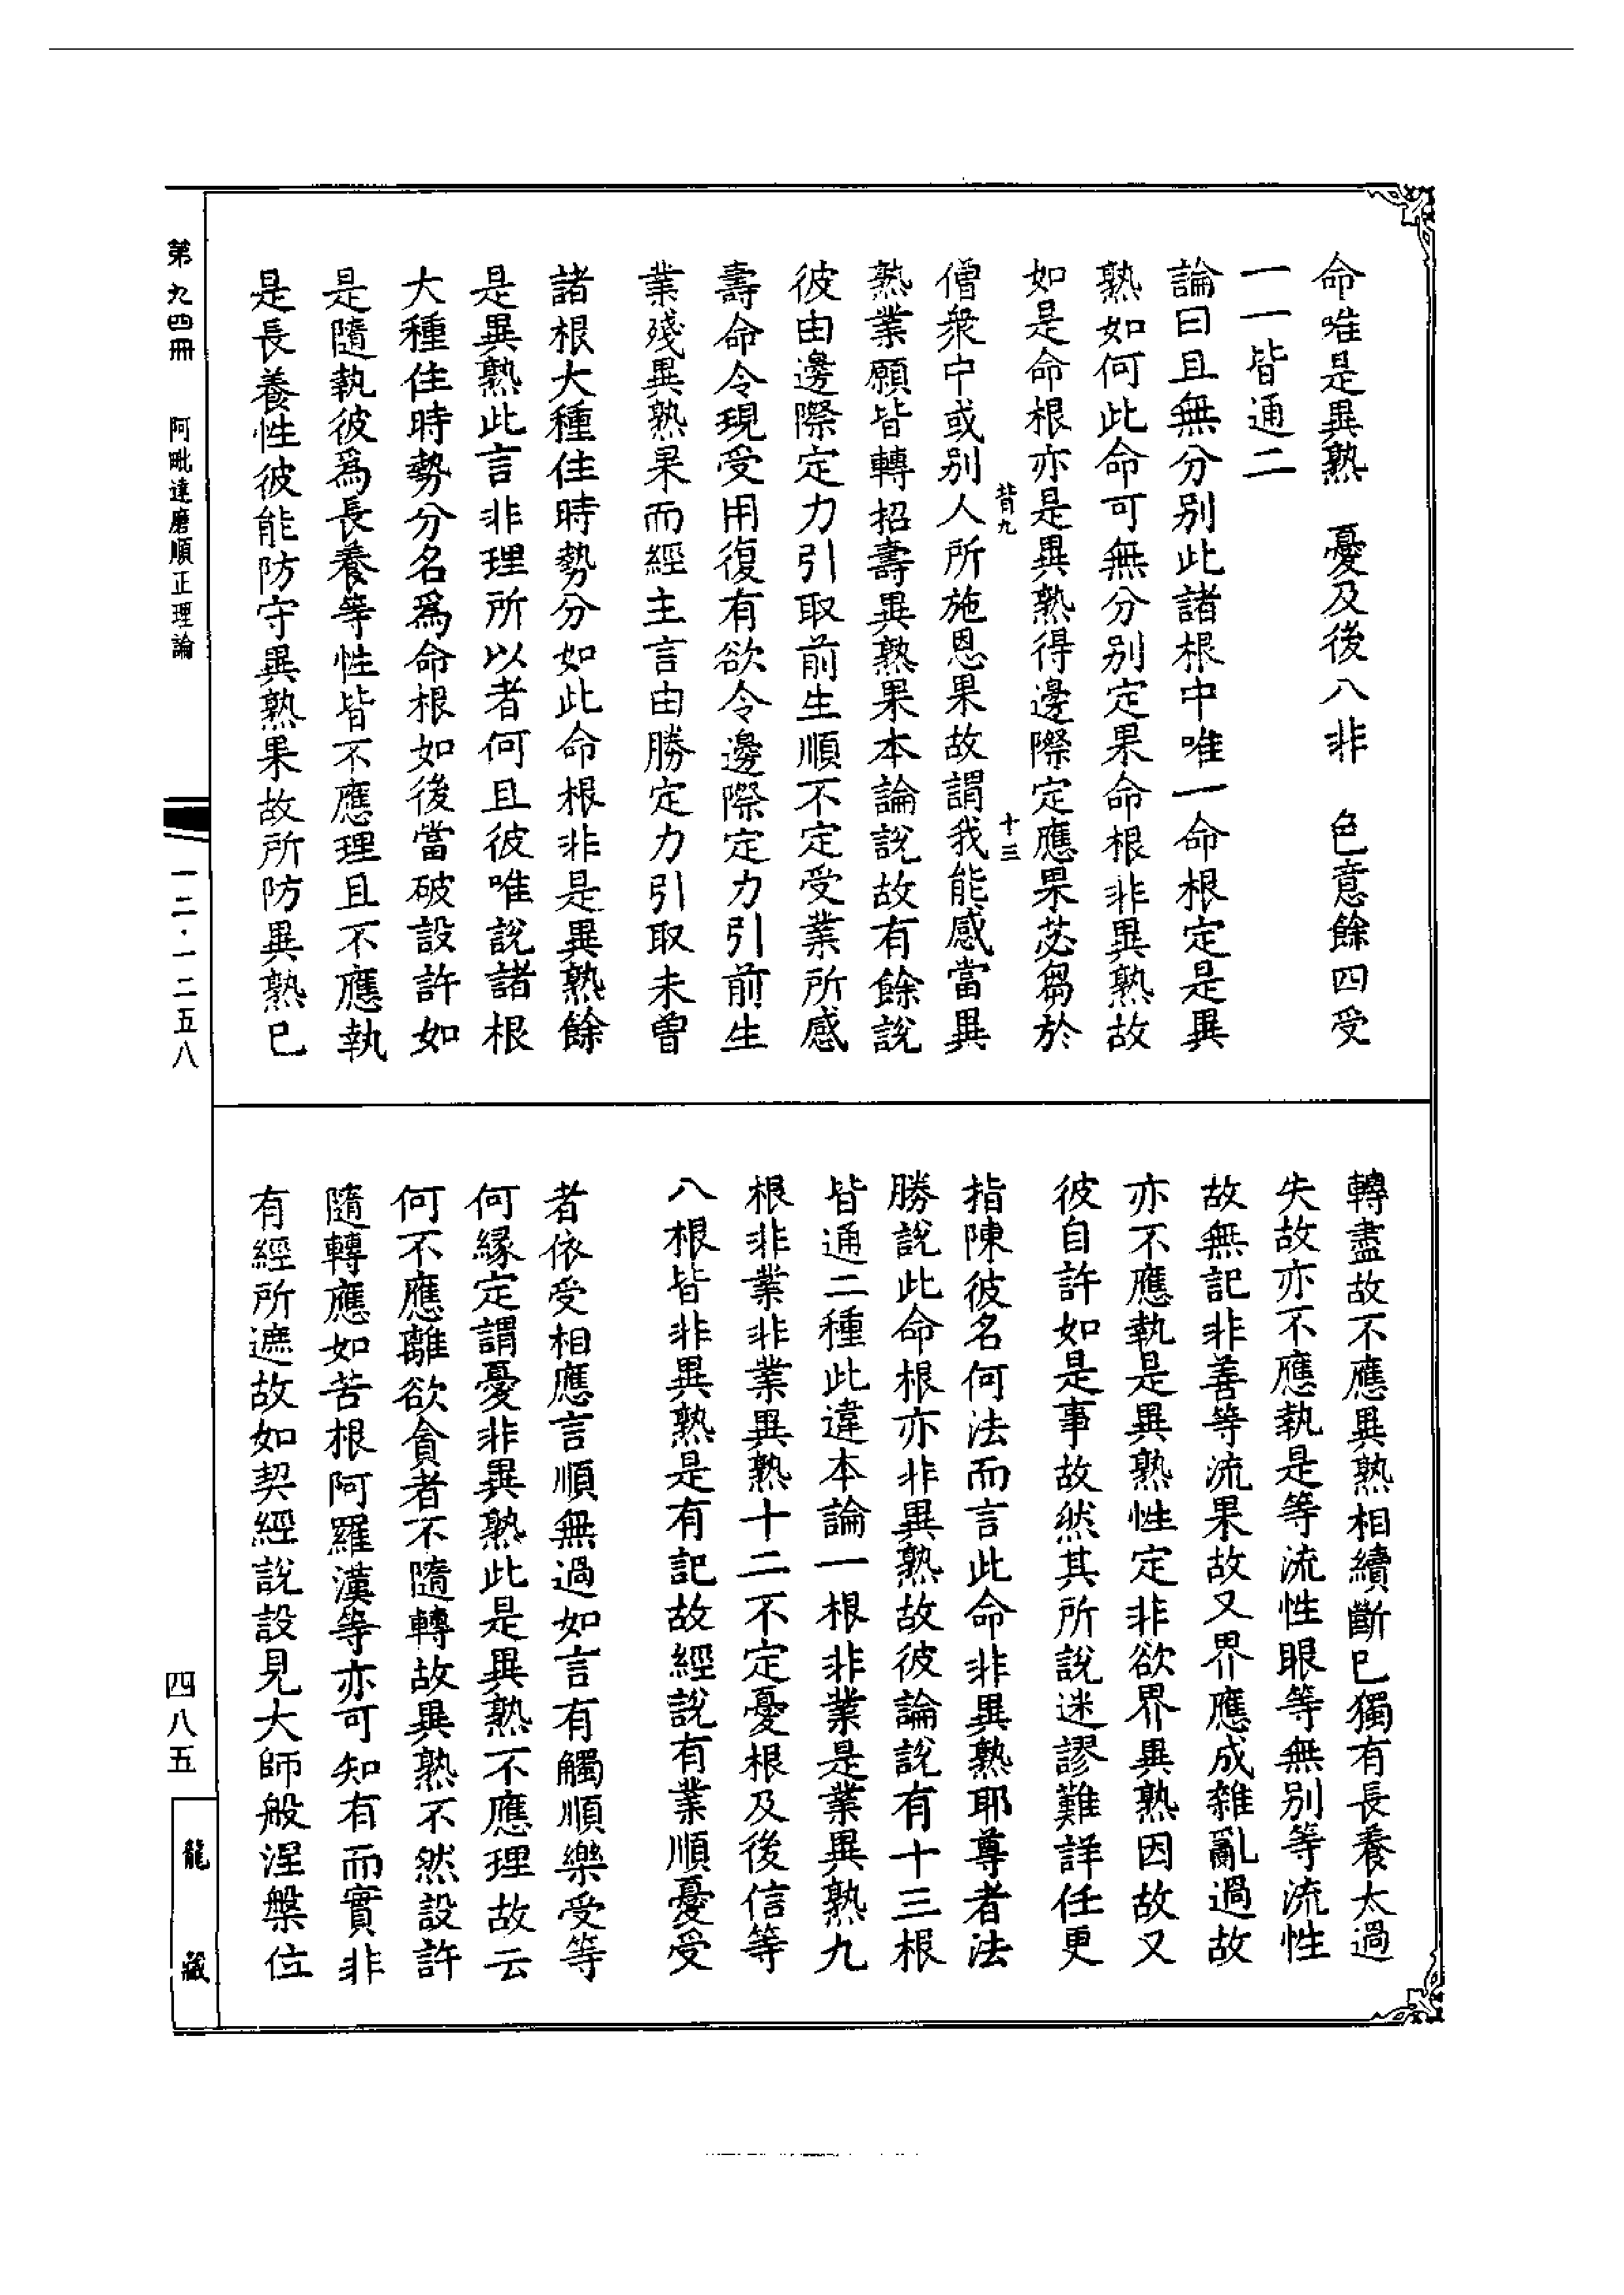 命唯是異熟　憂及後八非　色意餘四受
一一皆通二
論曰且無分別此諸根中唯一命根定是異
熟如何此命可無分別定果命根非異熟故
如是命根亦是異熟得邊際定應果苾芻於
背九　十三
僧衆中或別人所施恩果故謂我能感當異
熟業願皆轉招壽異熟果本論說故有餘說
彼由邊際定力引取前生順不定受業所感
壽命令現受用復有欲令邊際定力引前生
業殘異熟果而經主言由勝定力引取未曾
諸根大種住時勢分如此命根非是異熟餘
是異熟此言非理所以者何且彼唯說諸根
大種住時勢分名爲命根如後當破設許如
是隨執彼爲長養等性皆不應理且不應執
是長養性彼能防守異熟果故所防異熟已
轉盡故不應異熟相續斷已獨有長養太過
失故亦不應執是等流性眼等無別等流性
故無記非善等流果故又界應成雜亂過故
亦不應執是異熟性定非欲界異熟因故又
彼自許如是事故然其所說迷謬難詳任更
指陳彼名何法而言此命非異熟耶尊者法
勝說此命根亦非異熟故彼論說有十三根
皆通二種此違本論一根非業是業異熟九
根非業非業異熟十二不定憂根及後信等
八根皆非異熟是有記故經說有業順憂受
者依受相應言順無過如言有觸順樂受等
何緣定謂憂非異熟此是異熟不應理故云
何不應離欲貪者不隨轉故異熟不然設許
隨轉應如苦根阿羅漢等亦可知有而實非
有經所遮故如契經說設見大師般涅槃位
第九四冊　阿毗達磨順正理論
一二·一二五八
四八五
龍藏